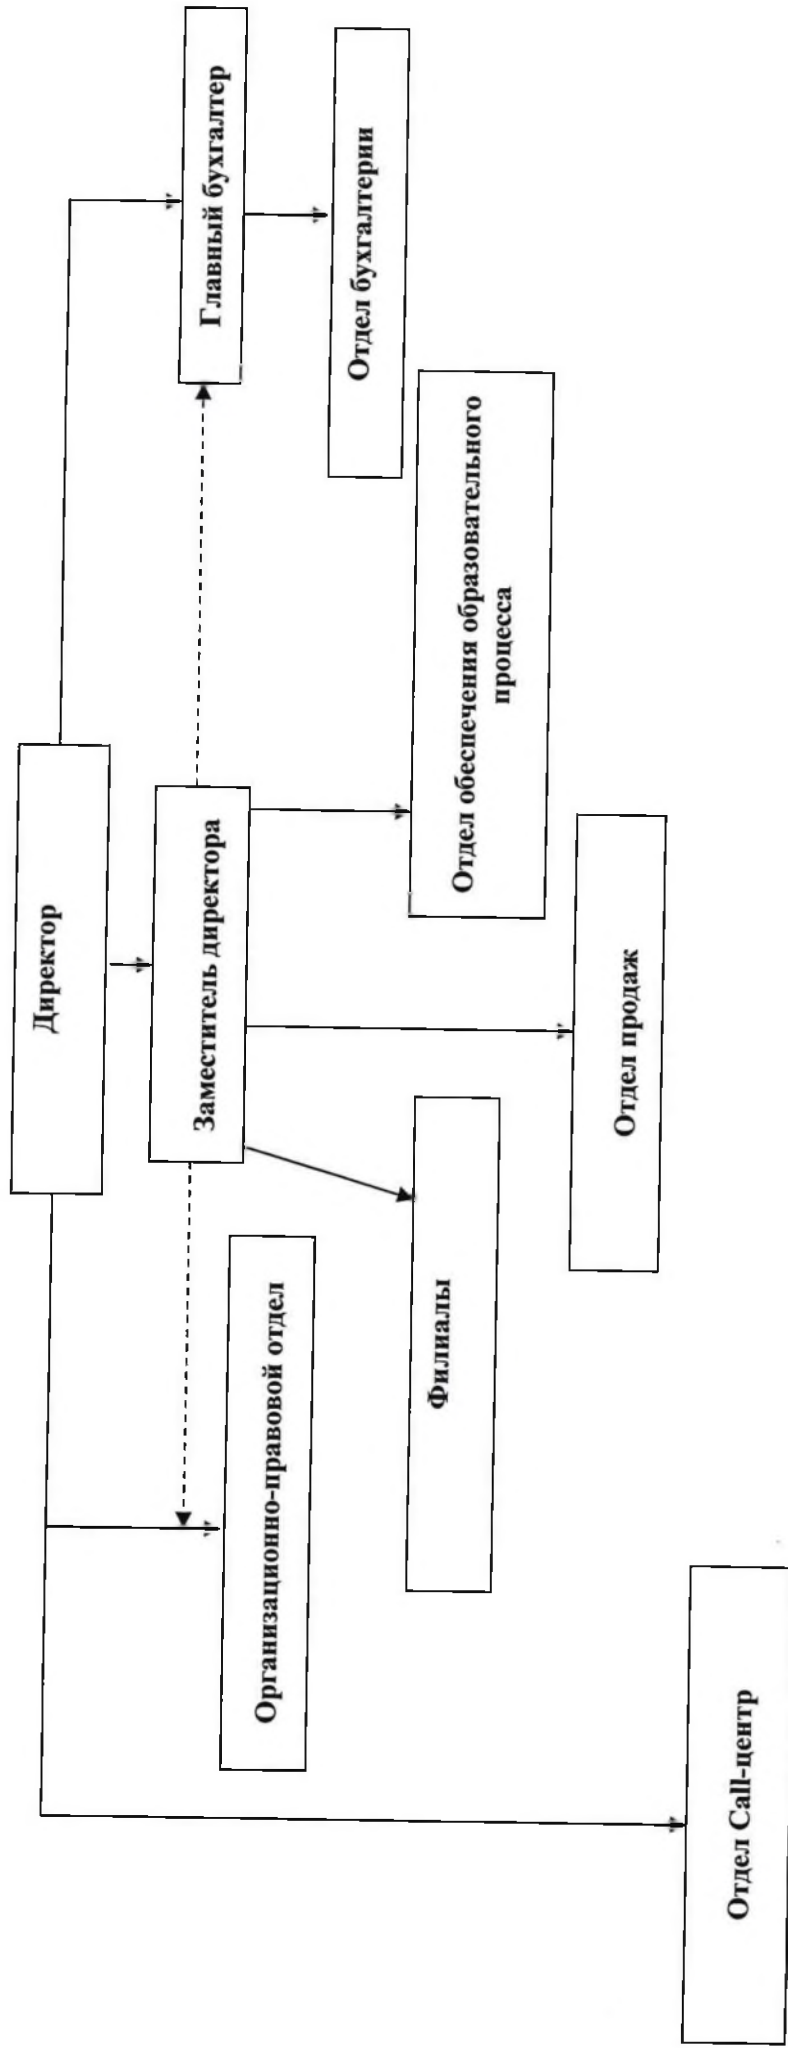 Директор
Заместитель директора
Главный бухгалтер
Организационно-правовой отдел
Отдел бухгалтерии
Филиалы
Отдел обеспечения образовательного
процесса
Отдел продаж
Отдел Call-центр